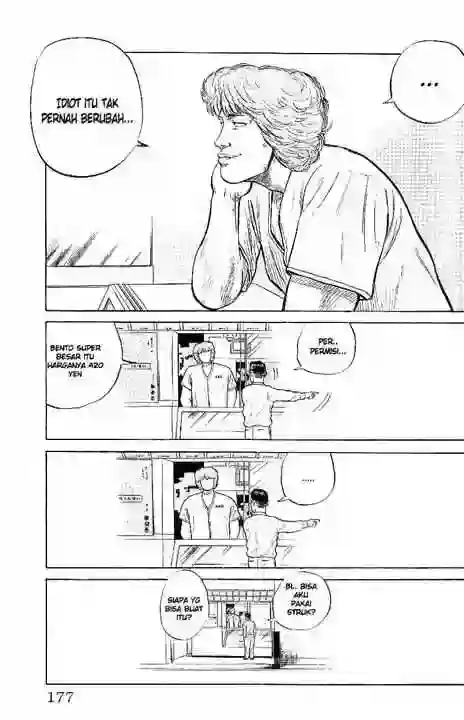 ...
IDIOT ITU TAK
PERNAH BERUBAH...
PER..
PERMISI...
BENTO SUPER
BESAR ITU
HARGANYA 420
YEN
.....
BI.. BISA
AKU
PAKAI
STRUK?
SIAPA YG
BISA BUAT
ITU?
177